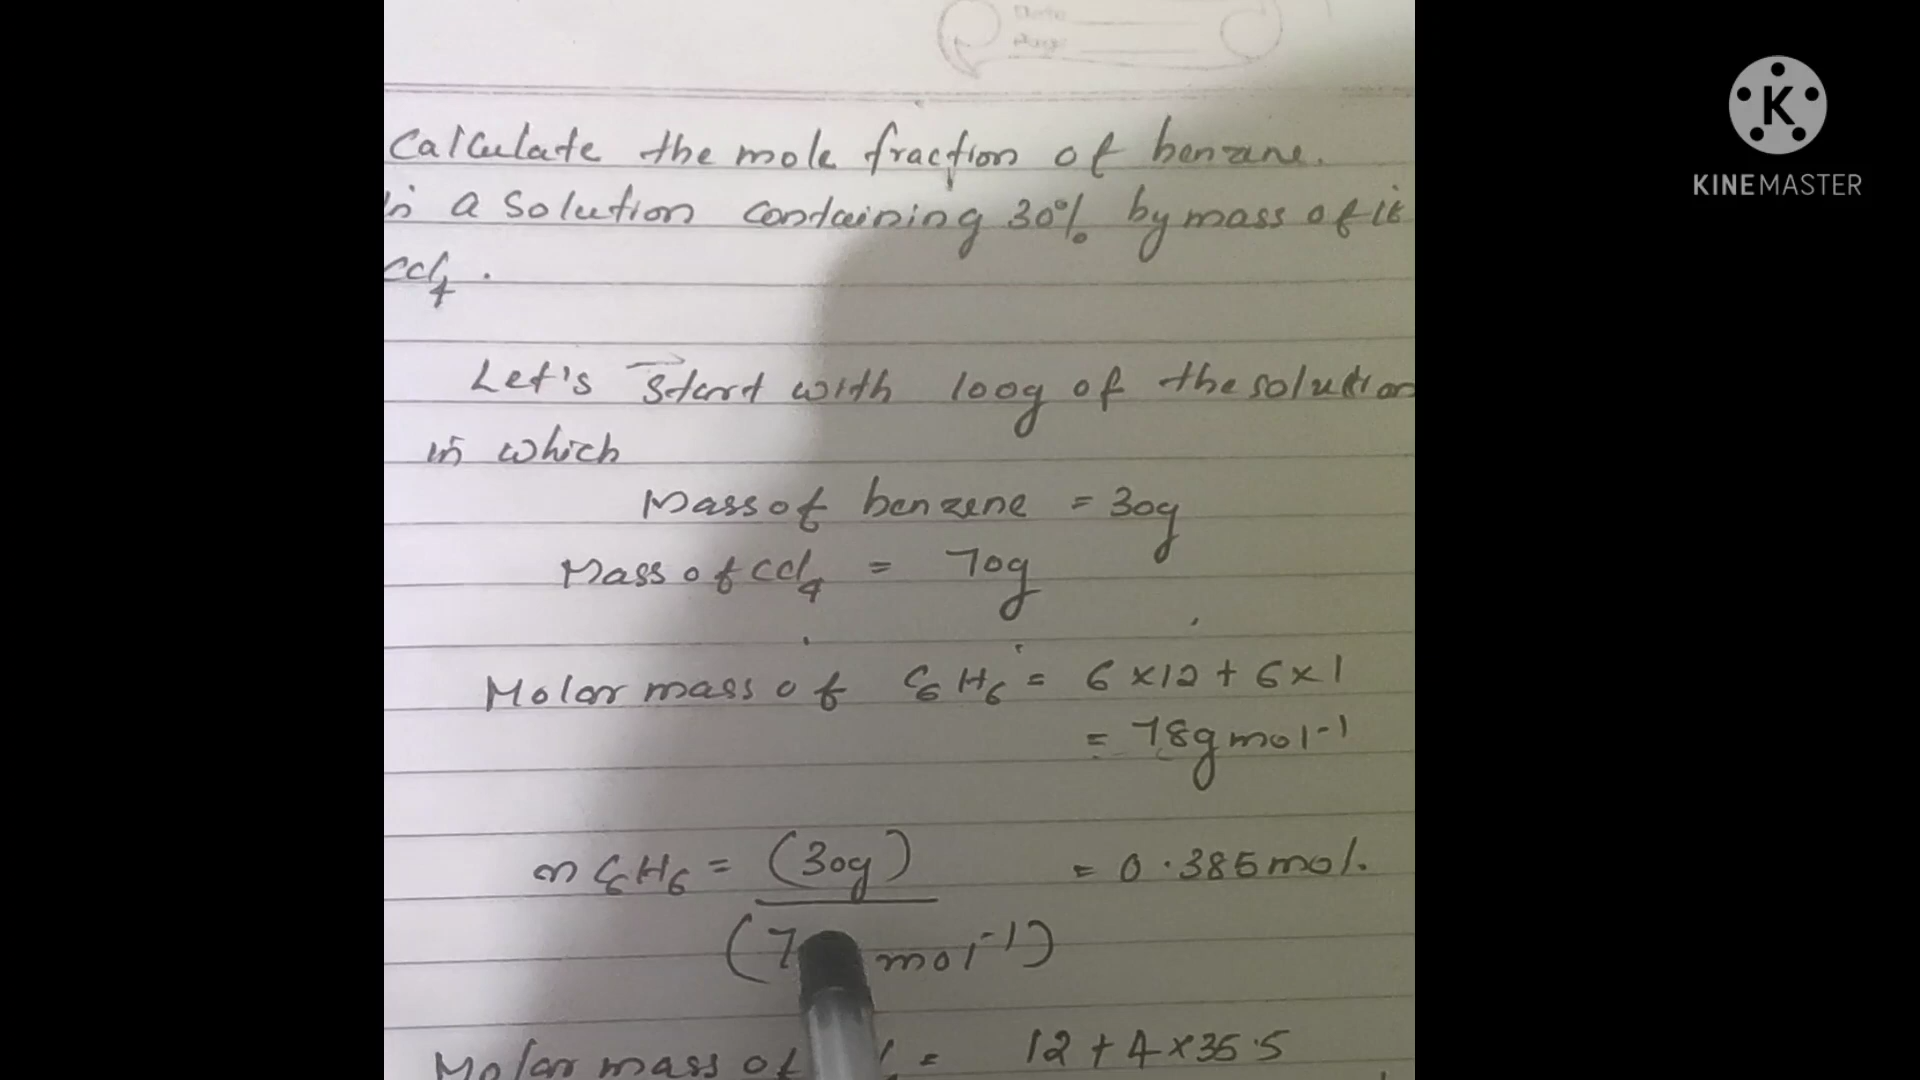 Date
Page
KINEMASTER
Calculate the mole fraction of benzene.
in a solution containing 30% by mass of it
CCl4.
Let's start with 100g of the solution
in which
Mass of benzene = 30g
Mass of CCl4 = 70g
Molar mass of C6H6 = 6×12 + 6×1
= 78g mol-1
n C6H6 = (30g) = 0.385 mol.
(7 mol-1)
Molar mass of = 12 + 4×35.5